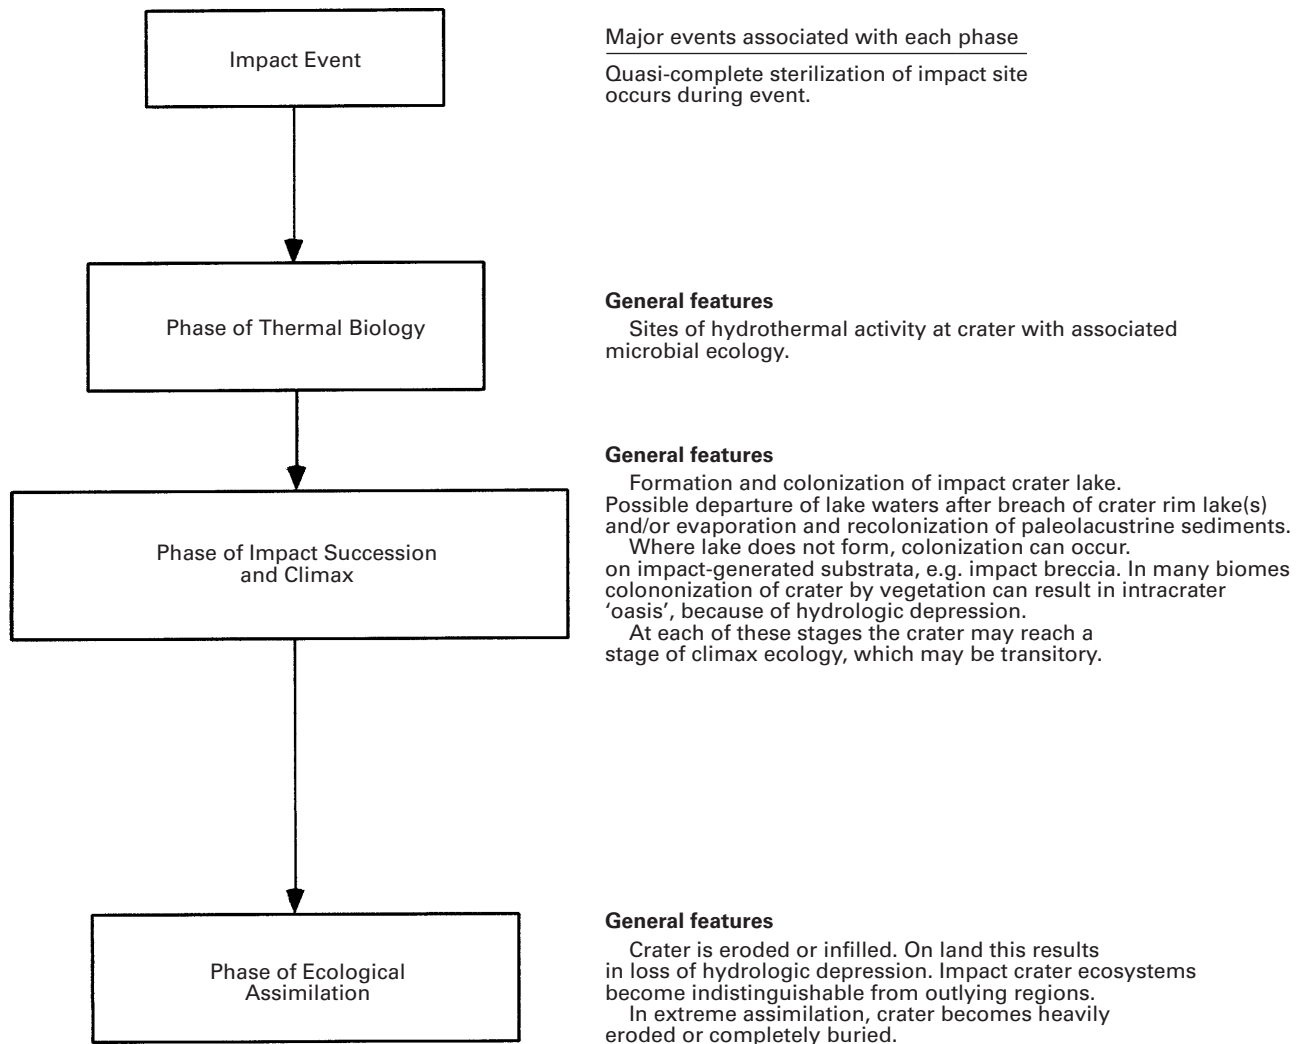 Impact Event
Major events associated with each phase
Quasi-complete sterilization of impact site
occurs during event.
Phase of Thermal Biology
General features
Sites of hydrothermal activity at crater with associated
microbial ecology.
Phase of Impact Succession
and Climax
General features
Formation and colonization of impact crater lake.
Possible departure of lake waters after breach of crater rim lake(s)
and/or evaporation and recolonization of paleolacustrine sediments.
Where lake does not form, colonization can occur.
on impact-generated substrata, e.g. impact breccia. In many biomes
colononization of crater by vegetation can result in intracrater
‘oasis’, because of hydrologic depression.
At each of these stages the crater may reach a
stage of climax ecology, which may be transitory.
Phase of Ecological
Assimilation
General features
Crater is eroded or infilled. On land this results
in loss of hydrologic depression. Impact crater ecosystems
become indistinguishable from outlying regions.
In extreme assimilation, crater becomes heavily
eroded or completely buried.